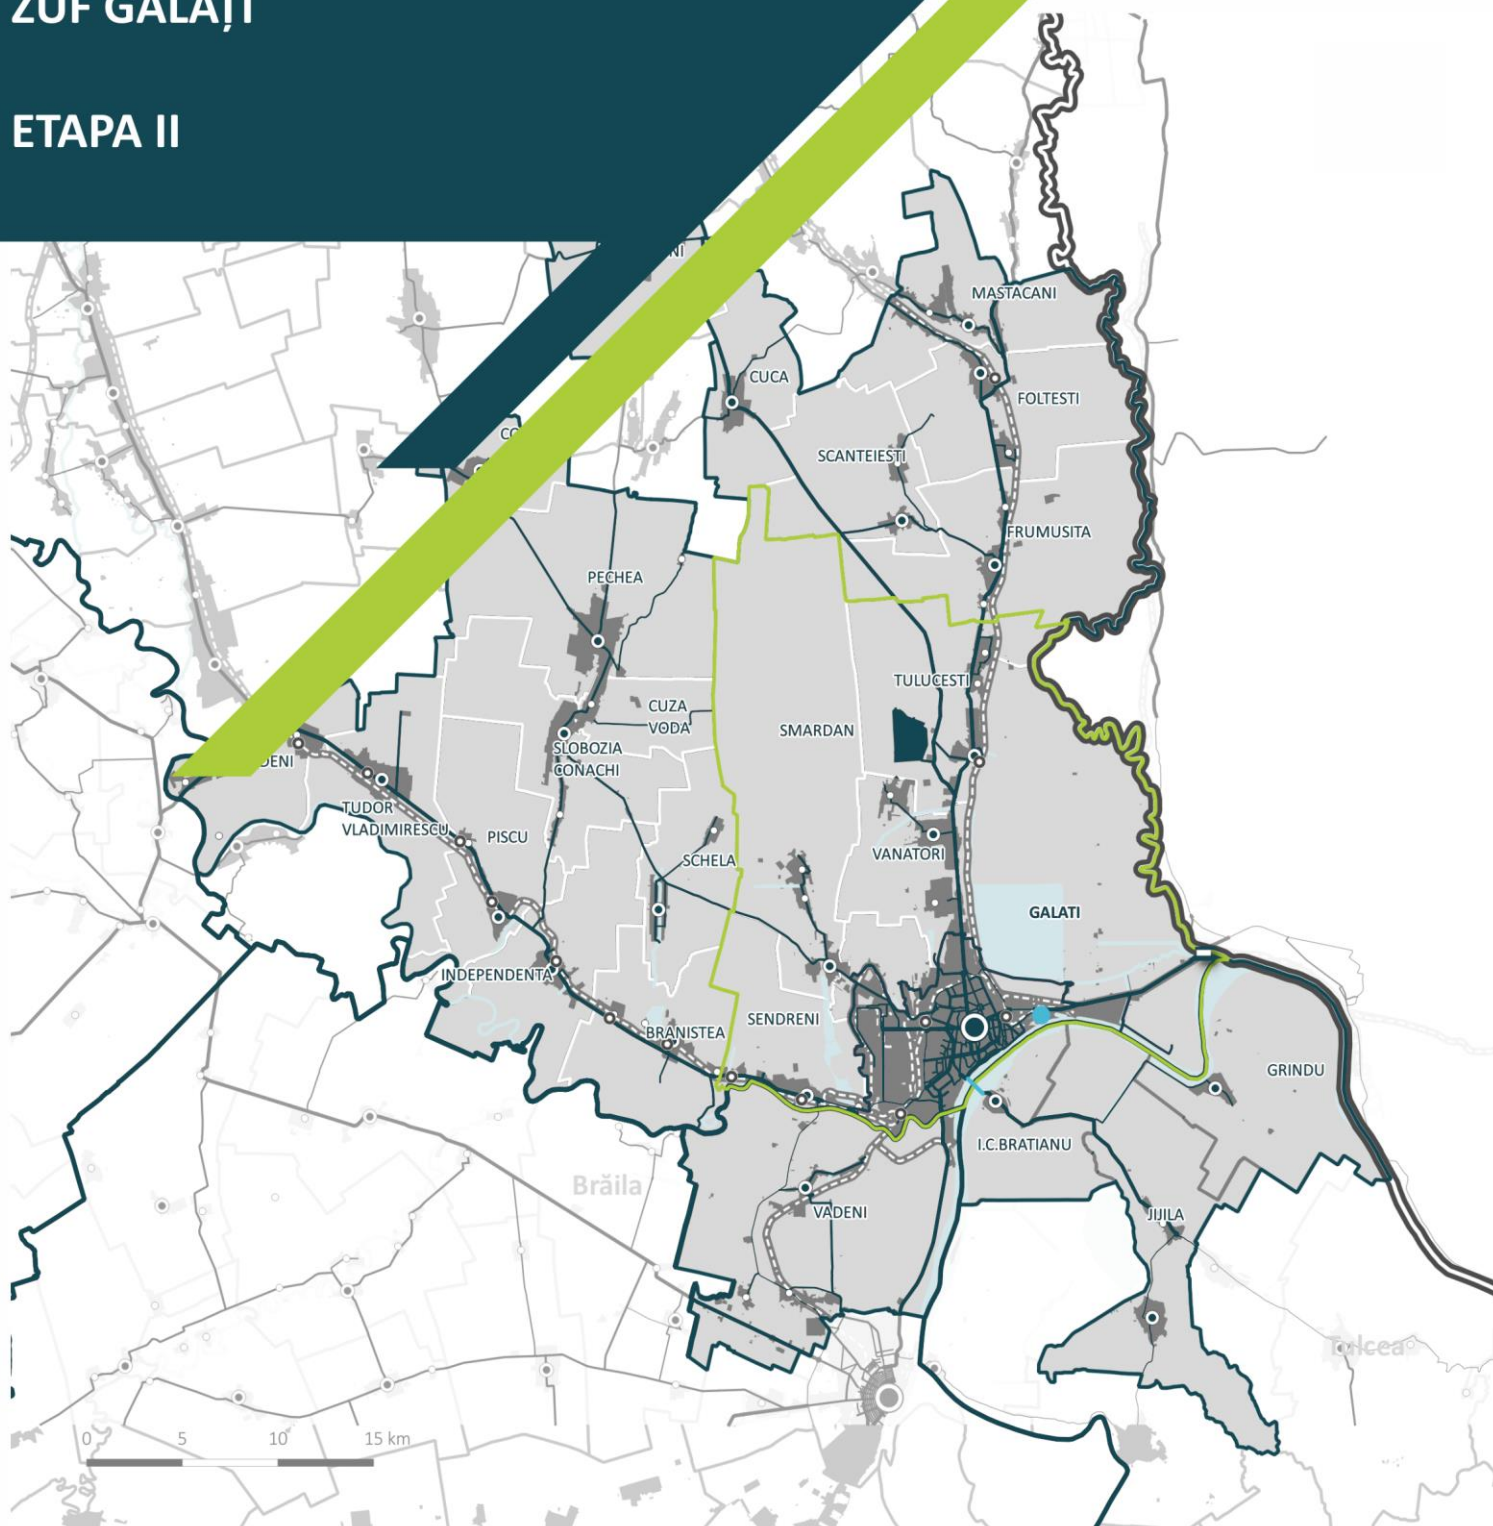 ZUF GALAȚI
ETAPA II
MASTACANI
CUCA
FOLTESTI
SCANTEIESTI
FRUMUSITA
PECHEA
TULUCESTI
CUZA
VODA
SMARDAN
SLOBOZIA
CONACHI
TUDOR
VLADIMIRESCU
PISCU
SCHELA
VANATORI
GALATI
INDEPENDENTA
BRANISTEA
SENDRENI
GRINDU
I.C.BRATIANU
Brăila
VADENI
JIJILA
Tulcea
0 5 10 15 km